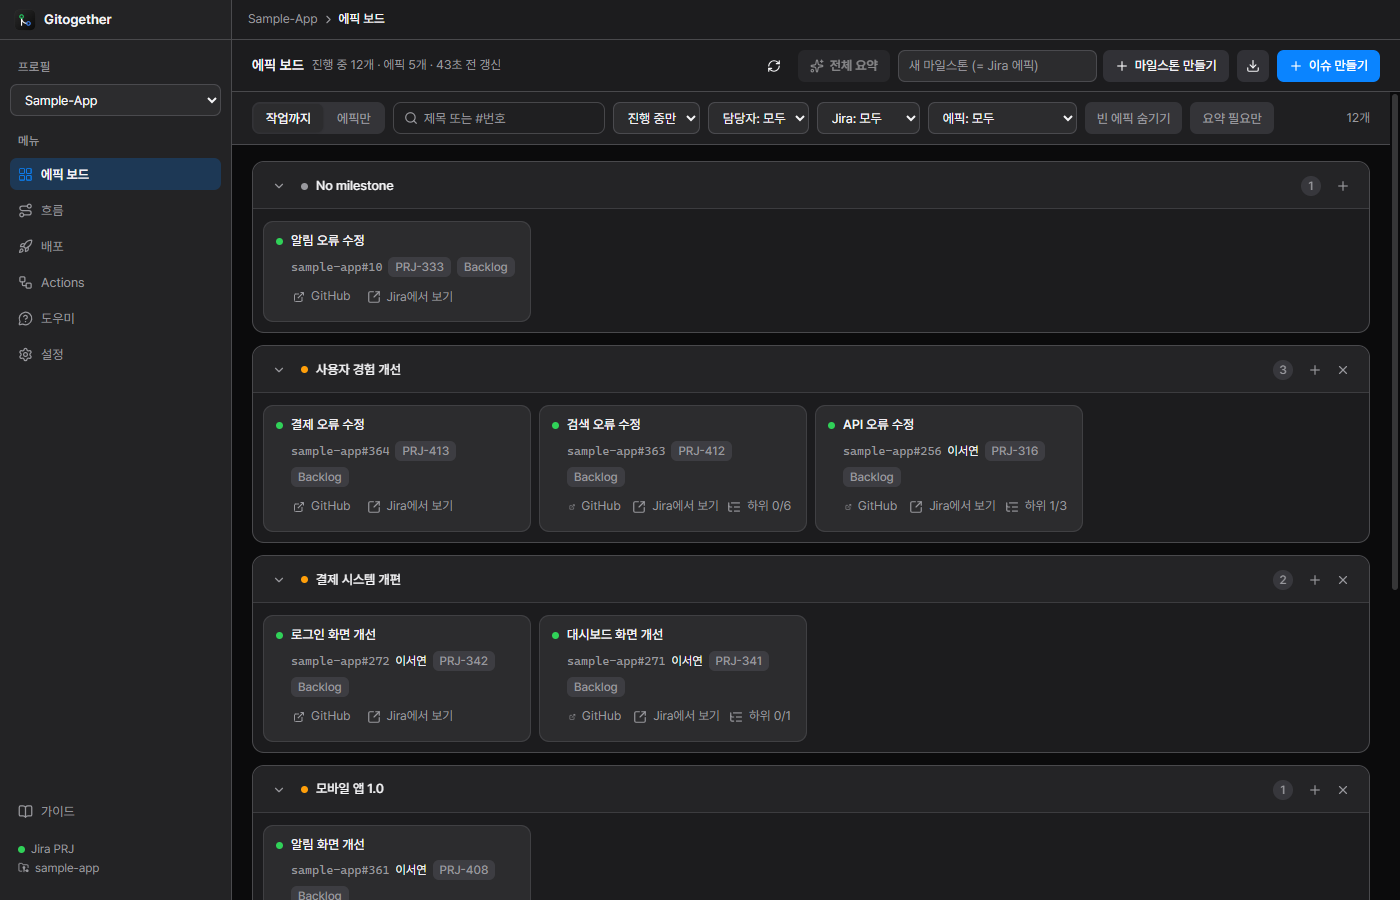 Gitogether
Sample-App > 에픽 보드
프로필
Sample-App
메뉴
에픽 보드
흐름
배포
Actions
도우미
설정
가이드
Jira PRJ
sample-app
에픽 보드 진행 중 12개 · 에픽 5개 · 43초 전 갱신
전체 요약
새 마일스톤 (= Jira 에픽)
마일스톤 만들기
이슈 만들기
작업까지
에픽만
제목 또는 #번호
진행 중만
담당자: 모두
Jira: 모두
에픽: 모두
빈 에픽 숨기기
요약 필요만
12개
No milestone
1
알림 오류 수정
sample-app#10 PRJ-333 Backlog
GitHub Jira에서 보기
사용자 경험 개선
3
결제 오류 수정
sample-app#364 PRJ-413
Backlog
GitHub Jira에서 보기
검색 오류 수정
sample-app#363 PRJ-412
Backlog
GitHub Jira에서 보기 하위 0/6
API 오류 수정
sample-app#256 이서연 PRJ-316
Backlog
GitHub Jira에서 보기 하위 1/3
결제 시스템 개편
2
로그인 화면 개선
sample-app#272 이서연 PRJ-342
Backlog
GitHub Jira에서 보기
대시보드 화면 개선
sample-app#271 이서연 PRJ-341
Backlog
GitHub Jira에서 보기 하위 0/1
모바일 앱 1.0
1
알림 화면 개선
sample-app#361 이서연 PRJ-408
Backlog